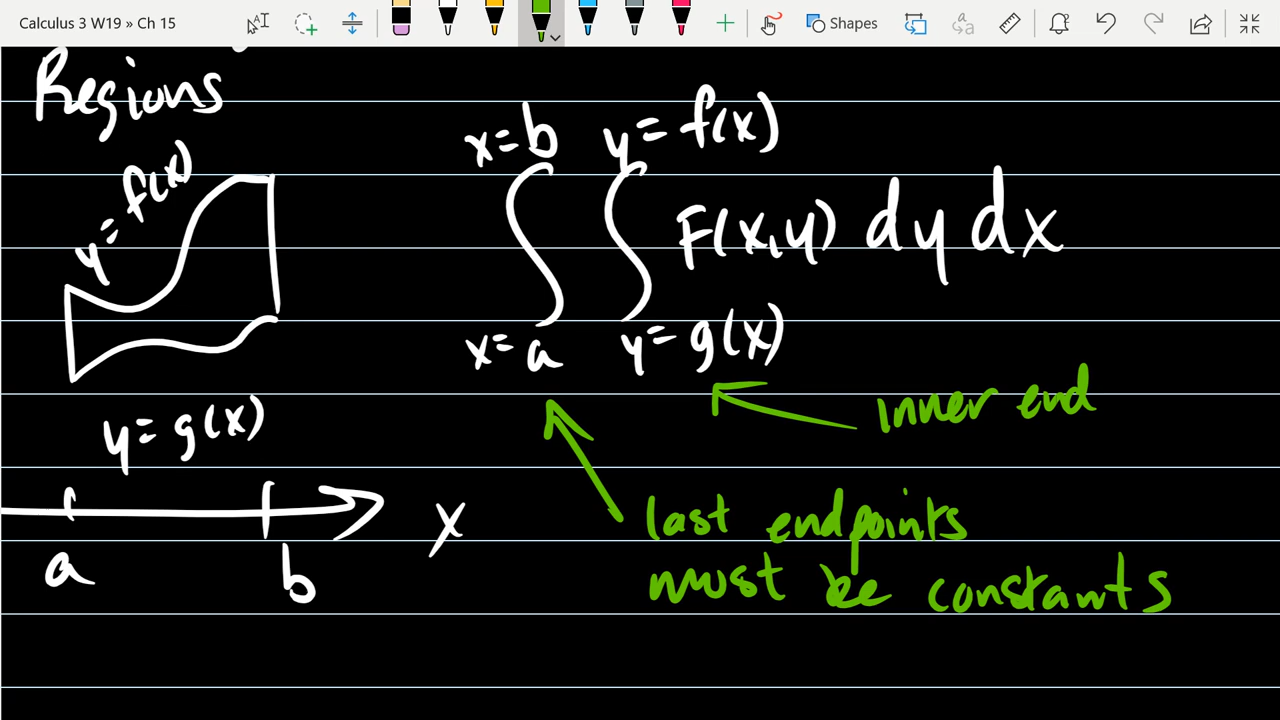 Calculus 3 W19 » Ch 15
Shapes
Regions
y = f(x)
y = g(x)
a b x
x = b y = f(x)
∫ ∫ F(x,y) dy dx
x = a y = g(x)
inner end
last endpoints
must be constants